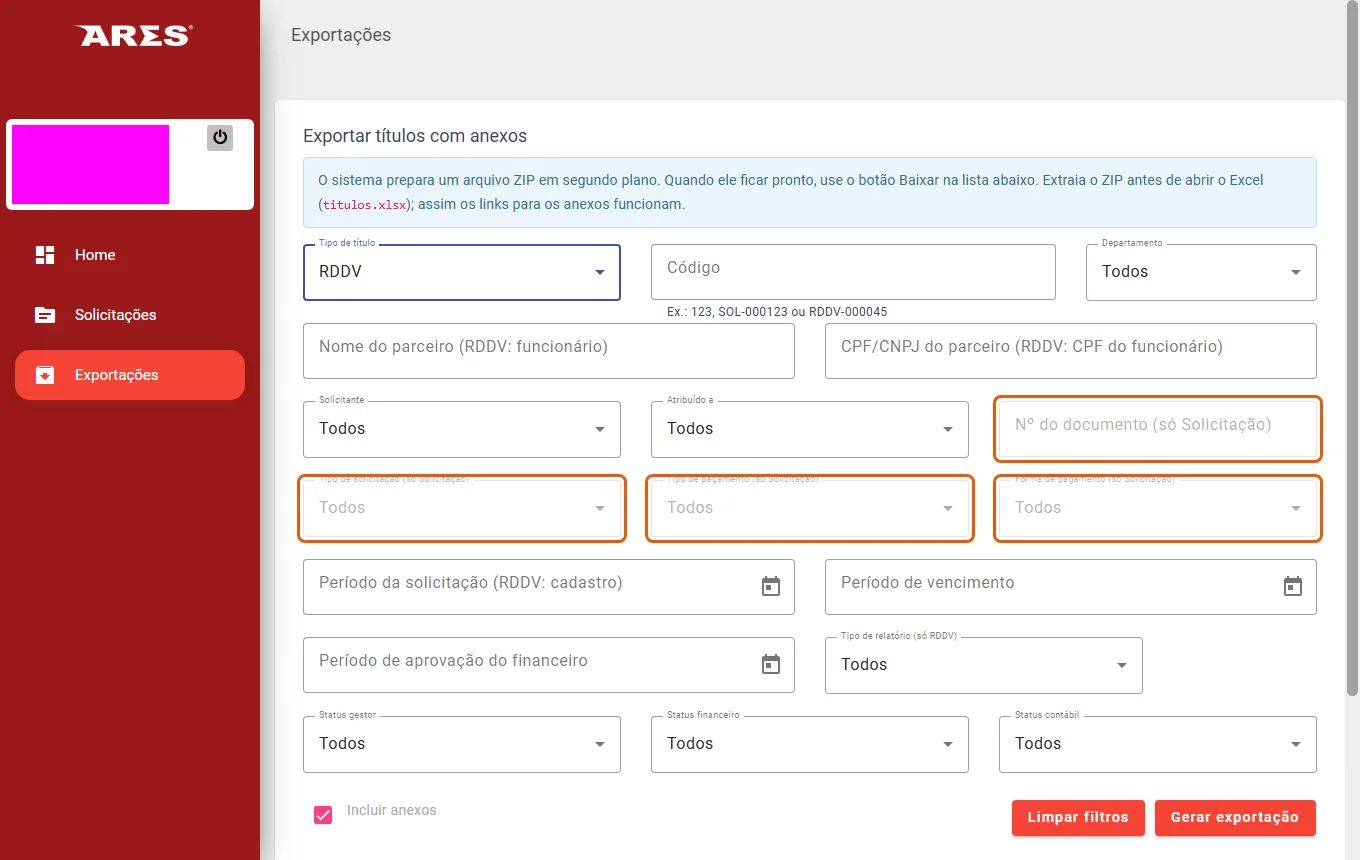 ARES
Exportações
Home
Solicitações
Exportações
Exportar títulos com anexos
O sistema prepara um arquivo ZIP em segundo plano. Quando ele ficar pronto, use o botão Baixar na lista abaixo. Extraia o ZIP antes de abrir o Excel
(titulos.xlsx); assim os links para os anexos funcionam.
Tipo de título
RDDV
Código
Ex.: 123, SOL-000123 ou RDDV-000045
Departamento
Todos
Nome do parceiro (RDDV: funcionário)
CPF/CNPJ do parceiro (RDDV: CPF do funcionário)
Solicitante
Todos
Atribuído a
Todos
Nº do documento (só Solicitação)
Tipo de solicitação (só Solicitação)
Todos
Tipo de pagamento (só Solicitação)
Todos
Forma de pagamento (só Solicitação)
Todos
Período da solicitação (RDDV: cadastro)
Período de vencimento
Período de aprovação do financeiro
Tipo de relatório (só RDDV)
Todos
Status gestor
Todos
Status financeiro
Todos
Status contábil
Todos
Incluir anexos
Limpar filtros
Gerar exportação